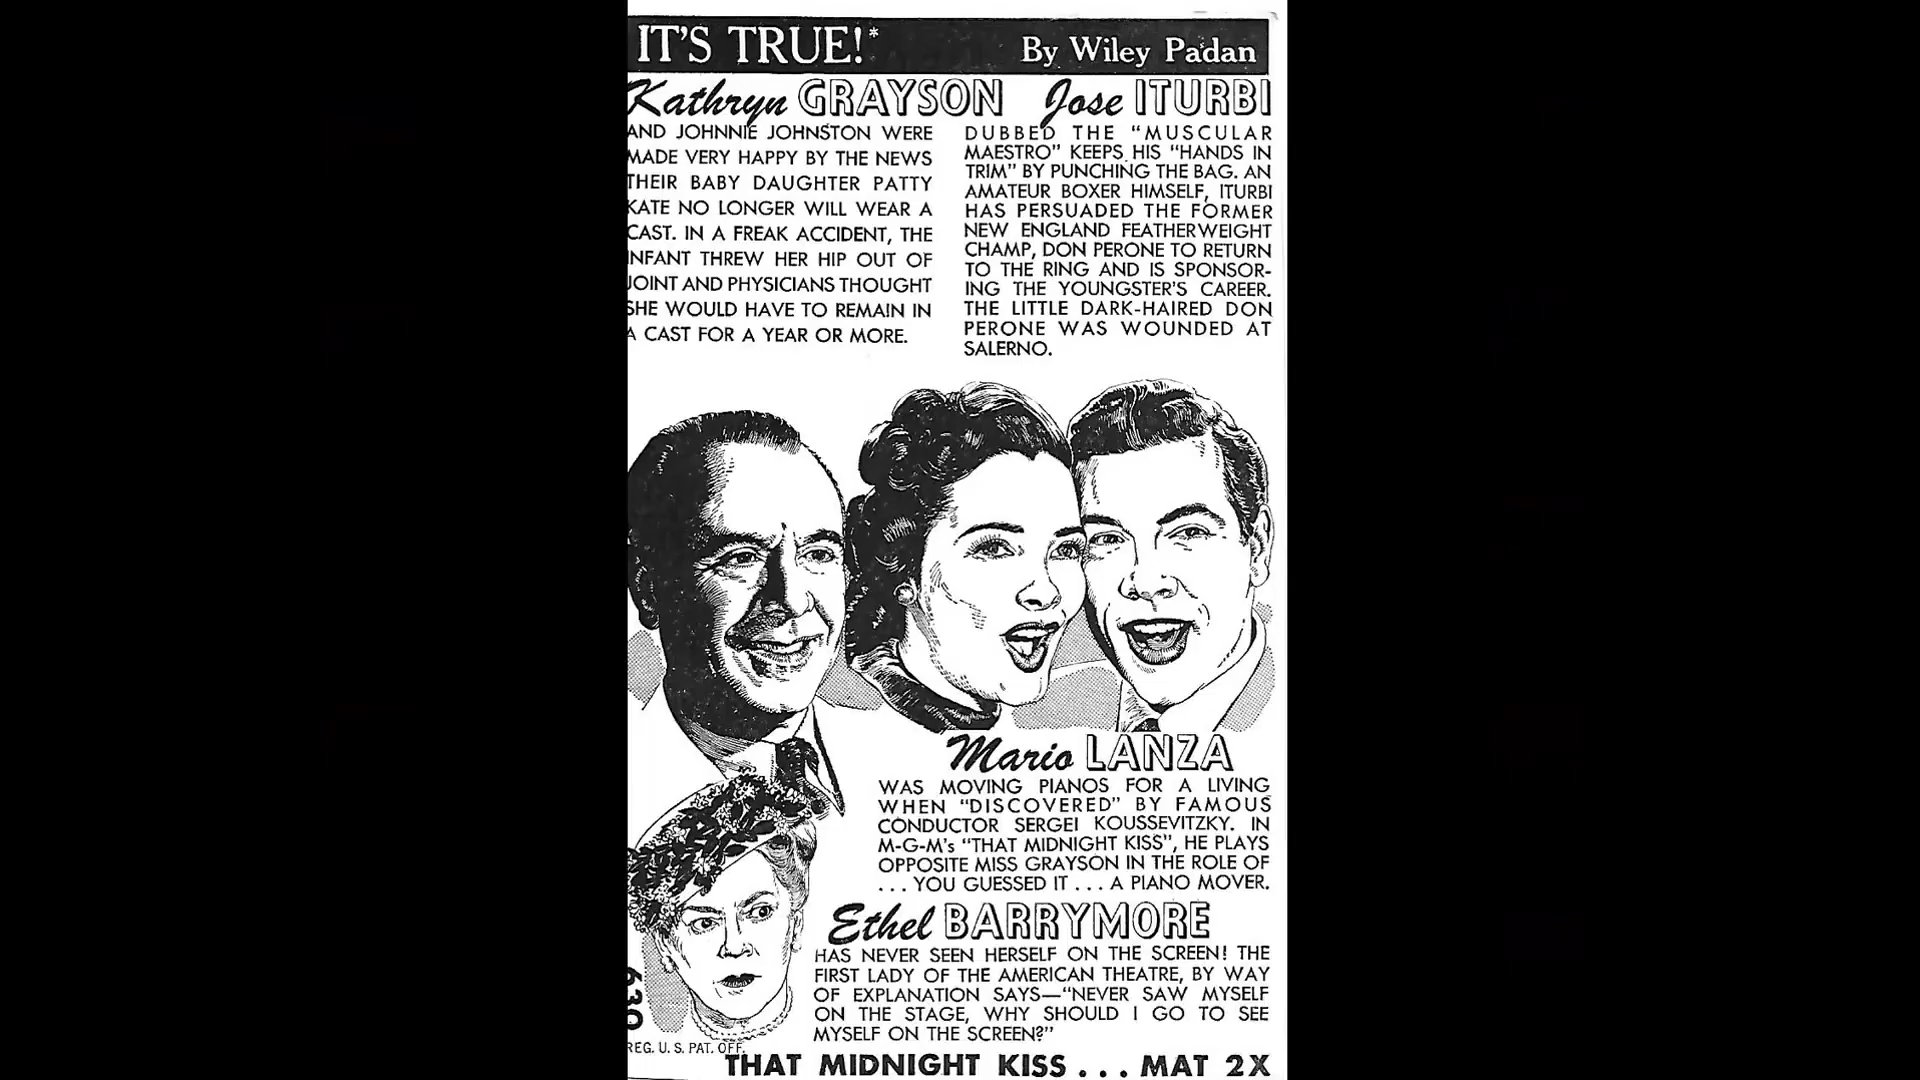 IT'S TRUE!*
By Wiley Padan
Kathryn GRAYSON
AND JOHNNIE JOHNSTON WERE
MADE VERY HAPPY BY THE NEWS
THEIR BABY DAUGHTER PATTY
KATE NO LONGER WILL WEAR A
CAST. IN A FREAK ACCIDENT, THE
INFANT THREW HER HIP OUT OF
JOINT AND PHYSICIANS THOUGHT
SHE WOULD HAVE TO REMAIN IN
A CAST FOR A YEAR OR MORE.
Jose ITURBI
DUBBED THE "MUSCULAR
MAESTRO" KEEPS HIS "HANDS IN
TRIM" BY PUNCHING THE BAG. AN
AMATEUR BOXER HIMSELF, ITURBI
HAS PERSUADED THE FORMER
NEW ENGLAND FEATHERWEIGHT
CHAMP, DON PERONE TO RETURN
TO THE RING AND IS SPONSOR-
ING THE YOUNGSTER'S CAREER.
THE LITTLE DARK-HAIRED DON
PERONE WAS WOUNDED AT
SALERNO.
Mario LANZA
WAS MOVING PIANOS FOR A LIVING
WHEN "DISCOVERED" BY FAMOUS
CONDUCTOR SERGEI KOUSSEVITZKY. IN
M-G-M's "THAT MIDNIGHT KISS", HE PLAYS
OPPOSITE MISS GRAYSON IN THE ROLE OF
... YOU GUESSED IT ... A PIANO MOVER.
Ethel BARRYMORE
HAS NEVER SEEN HERSELF ON THE SCREEN! THE
FIRST LADY OF THE AMERICAN THEATRE, BY WAY
OF EXPLANATION SAYS—"NEVER SAW MYSELF
ON THE STAGE, WHY SHOULD I GO TO SEE
MYSELF ON THE SCREEN?"
630
REG. U. S. PAT. OFF.
THAT MIDNIGHT KISS ... MAT 2X